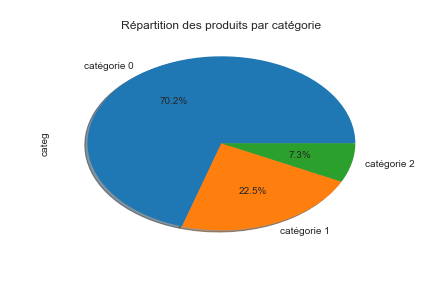 Répartition des produits par catégorie
catégorie 0
70.2%
categ
7.3%
catégorie 2
22.5%
catégorie 1